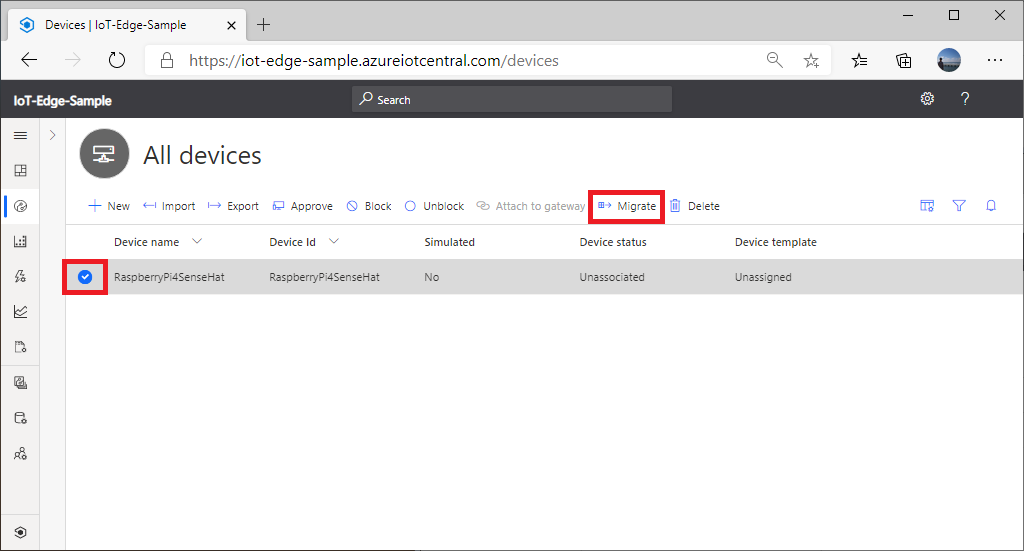 Devices | IoT-Edge-Sample
https://iot-edge-sample.azureiotcentral.com/devices
IoT-Edge-Sample Search ?
All devices
New Import Export Approve Block Unblock Attach to gateway Migrate Delete
Device name Device Id Simulated Device status Device template
RaspberryPi4SenseHat RaspberryPi4SenseHat No Unassociated Unassigned